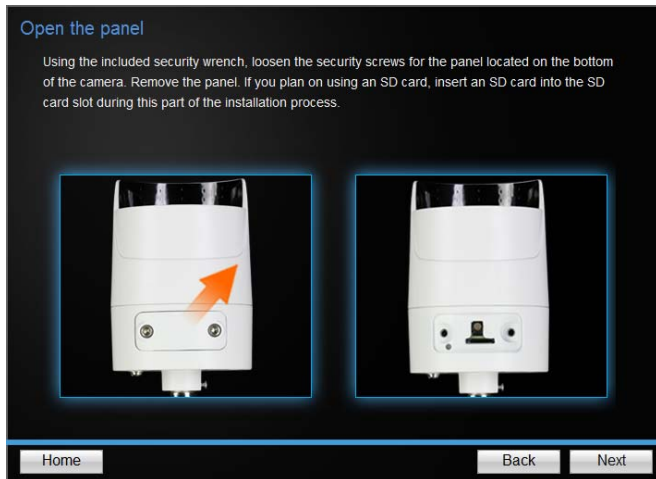 Open the panel
Using the included security wrench, loosen the security screws for the panel located on the bottom
of the camera. Remove the panel. If you plan on using an SD card, insert an SD card into the SD
card slot during this part of the installation process.
Home
Back
Next